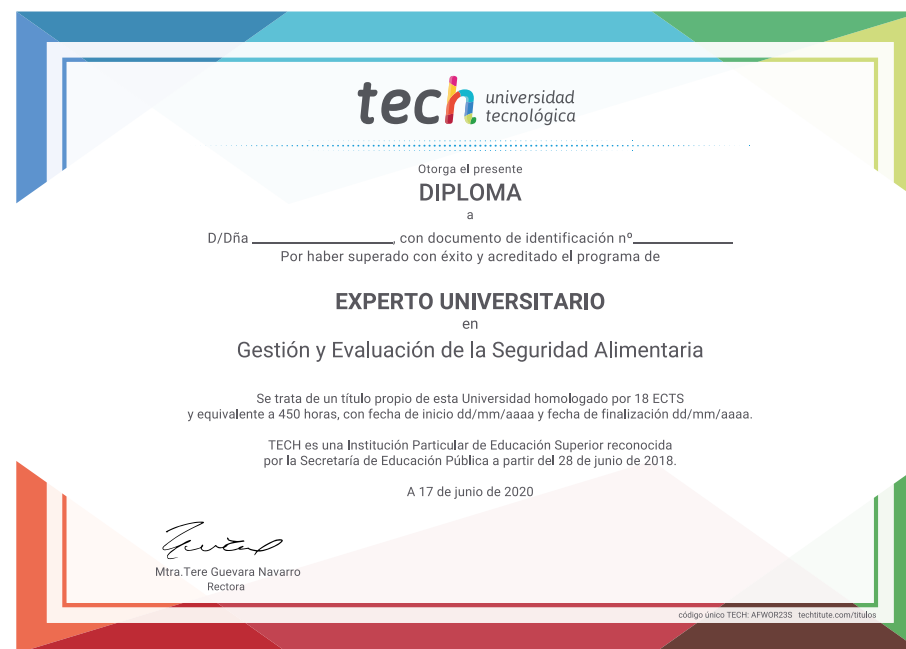 tech universidad
tecnológica
Otorga el presente
DIPLOMA
a
D/Dña ____________, con documento de identificación nº____________
Por haber superado con éxito y acreditado el programa de
EXPERTO UNIVERSITARIO
en
Gestión y Evaluación de la Seguridad Alimentaria
Se trata de un título propio de esta Universidad homologado por 18 ECTS
y equivalente a 450 horas, con fecha de inicio dd/mm/aaaa y fecha de finalización dd/mm/aaaa.
TECH es una Institución Particular de Educación Superior reconocida
por la Secretaría de Educación Pública a partir del 28 de junio de 2018.
A 17 de junio de 2020
Mtra.Tere Guevara Navarro
Rectora
código único TECH: AFWOR23S techtitute.com/titulos